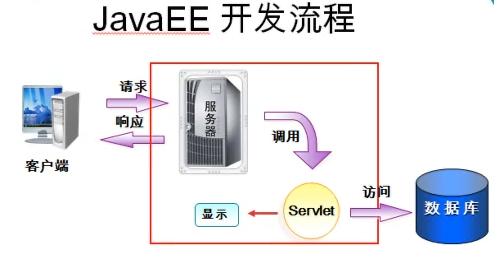 JavaEE 开发流程
请求
响应
客户端
服务器
调用
显示
Servlet
访问
数据库